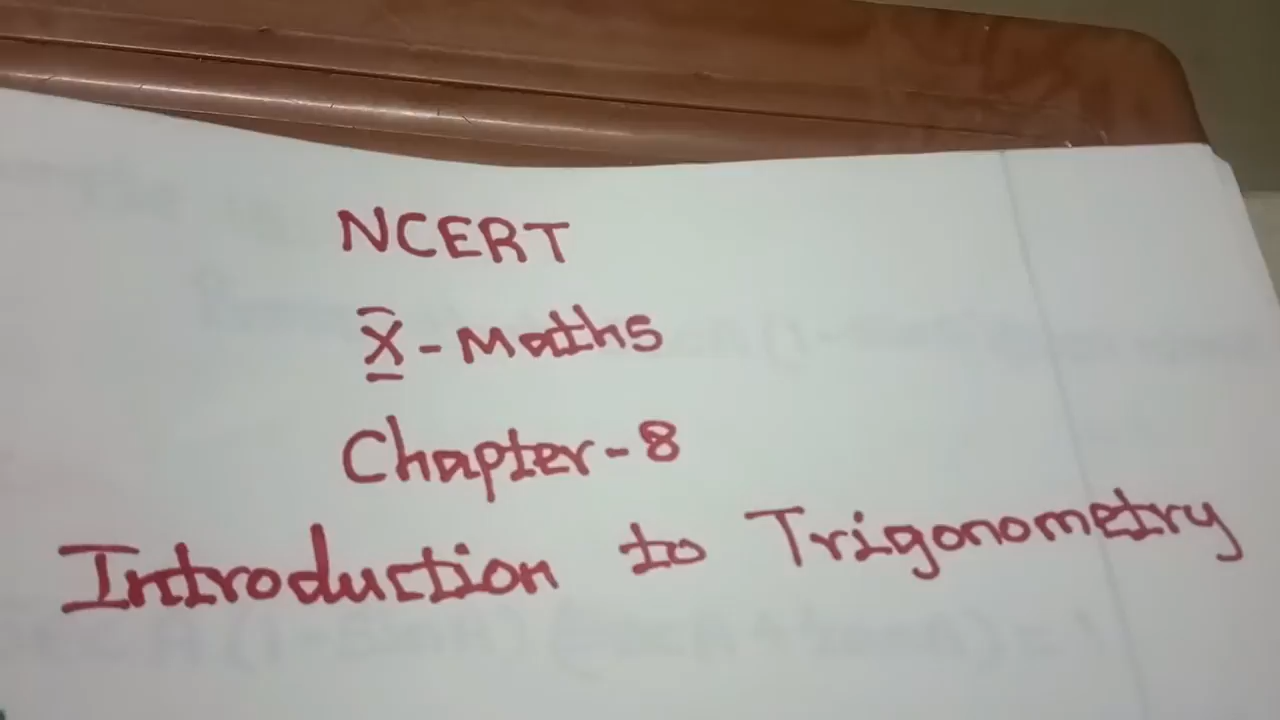 NCERT
X - Maths
Chapter - 8
Introduction to Trigonometry